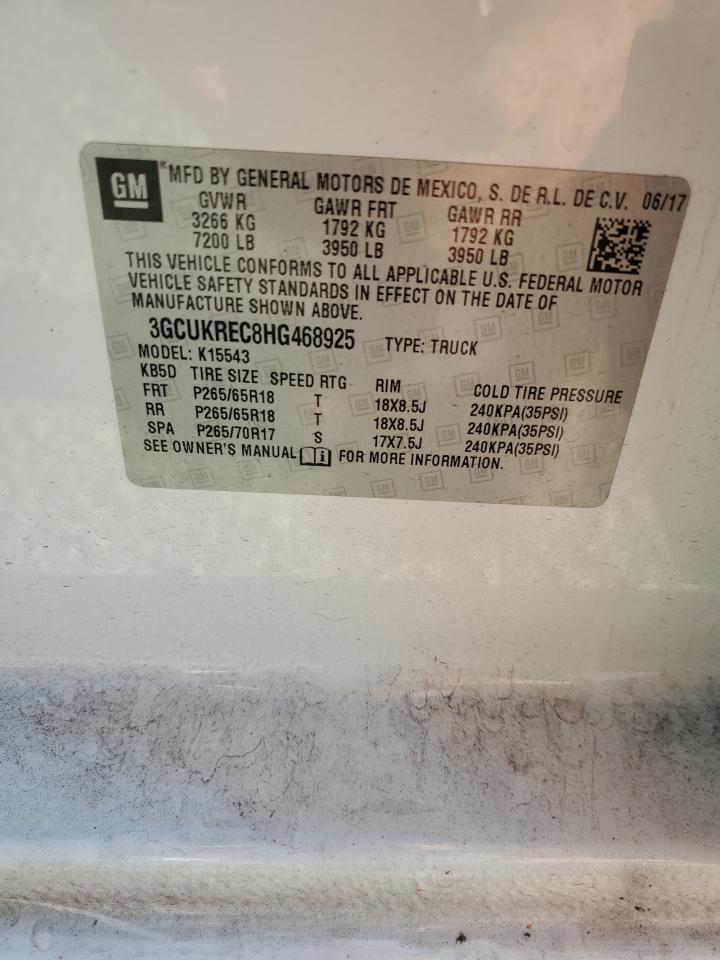 GM ®MFD BY GENERAL MOTORS DE MEXICO, S. DE R.L. DE C.V. 06/17
GVWR GAWR FRT GAWR RR
3266 KG 1792 KG 1792 KG
7200 LB 3950 LB 3950 LB
THIS VEHICLE CONFORMS TO ALL APPLICABLE U.S. FEDERAL MOTOR
VEHICLE SAFETY STANDARDS IN EFFECT ON THE DATE OF
MANUFACTURE SHOWN ABOVE.
3GCUKREC8HG468925 TYPE: TRUCK
MODEL: K15543
KB5D TIRE SIZE SPEED RTG RIM COLD TIRE PRESSURE
FRT P265/65R18 T 18X8.5J 240KPA(35PSI)
RR P265/65R18 T 18X8.5J 240KPA(35PSI)
SPA P265/70R17 S 17X7.5J 240KPA(35PSI)
SEE OWNER'S MANUAL i FOR MORE INFORMATION.